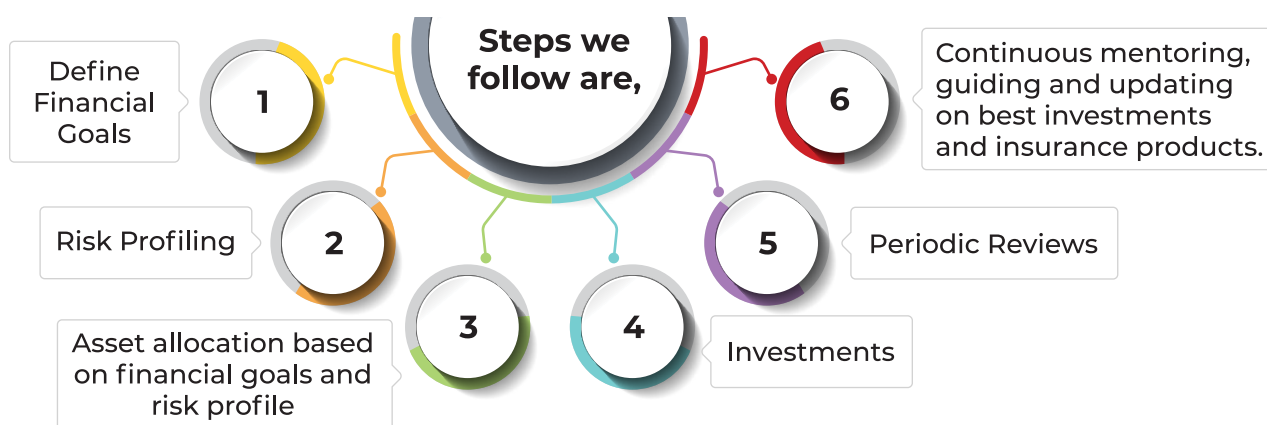 Steps we
follow are,
1
Define
Financial
Goals
2
Risk Profiling
3
Asset allocation based
on financial goals and
risk profile
4
Investments
5
Periodic Reviews
6
Continuous mentoring,
guiding and updating
on best investments
and insurance products.